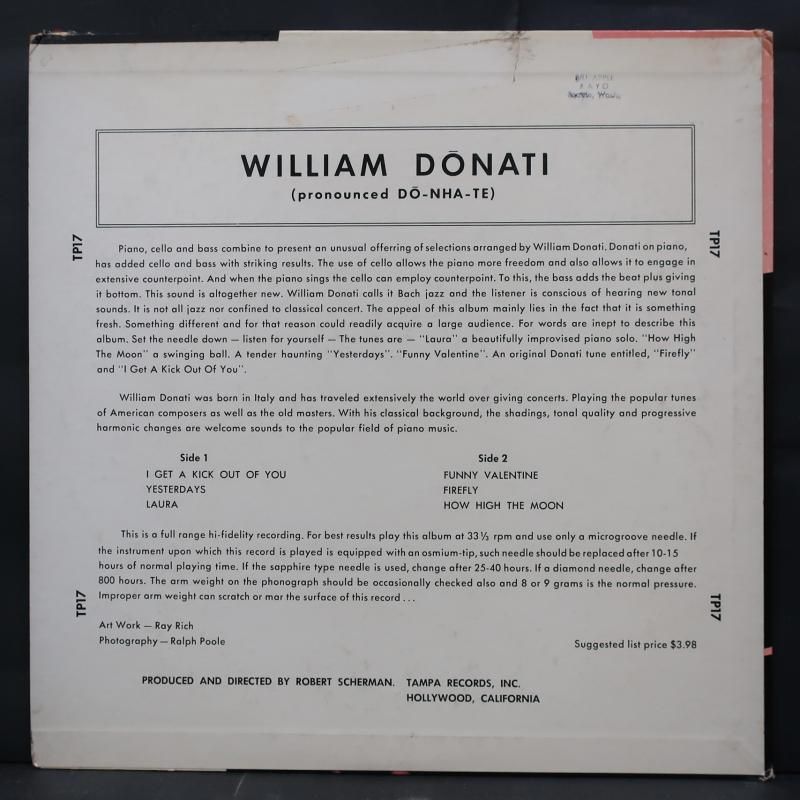 KAYO
WILLIAM DŌNATI
(pronounced DŌ-NHA-TE)
TP17
TP17
Piano, cello and bass combine to present an unusual offerring of selections arranged by William Donati. Donati on piano,
has added cello and bass with striking results. The use of cello allows the piano more freedom and also allows it to engage in
extensive counterpoint. And when the piano sings the cello can employ counterpoint. To this, the bass adds the beat plus giving
it bottom. This sound is altogether new. William Donati calls it Bach jazz and the listener is conscious of hearing new tonal
sounds. It is not all jazz nor confined to classical concert. The appeal of this album mainly lies in the fact that it is something
fresh. Something different and for that reason could readily acquire a large audience. For words are inept to describe this
album. Set the needle down — listen for yourself — The tunes are — "Laura" a beautifully improvised piano solo. "How High
The Moon" a swinging ball. A tender haunting "Yesterdays". "Funny Valentine". An original Donati tune entitled, "Firefly"
and "I Get A Kick Out Of You".
William Donati was born in Italy and has traveled extensively the world over giving concerts. Playing the popular tunes
of American composers as well as the old masters. With his classical background, the shadings, tonal quality and progressive
harmonic changes are welcome sounds to the popular field of piano music.
Side 1
I GET A KICK OUT OF YOU
YESTERDAYS
LAURA
Side 2
FUNNY VALENTINE
FIREFLY
HOW HIGH THE MOON
This is a full range hi-fidelity recording. For best results play this album at 33⅓ rpm and use only a microgroove needle. If
the instrument upon which this record is played is equipped with an osmium-tip, such needle should be replaced after 10-15
hours of normal playing time. If the sapphire type needle is used, change after 25-40 hours. If a diamond needle, change after
800 hours. The arm weight on the phonograph should be occasionally checked also and 8 or 9 grams is the normal pressure.
Improper arm weight can scratch or mar the surface of this record . . .
TP17
TP17
Art Work — Ray Rich
Photography — Ralph Poole
Suggested list price $3.98
PRODUCED AND DIRECTED BY ROBERT SCHERMAN. TAMPA RECORDS, INC.
HOLLYWOOD, CALIFORNIA